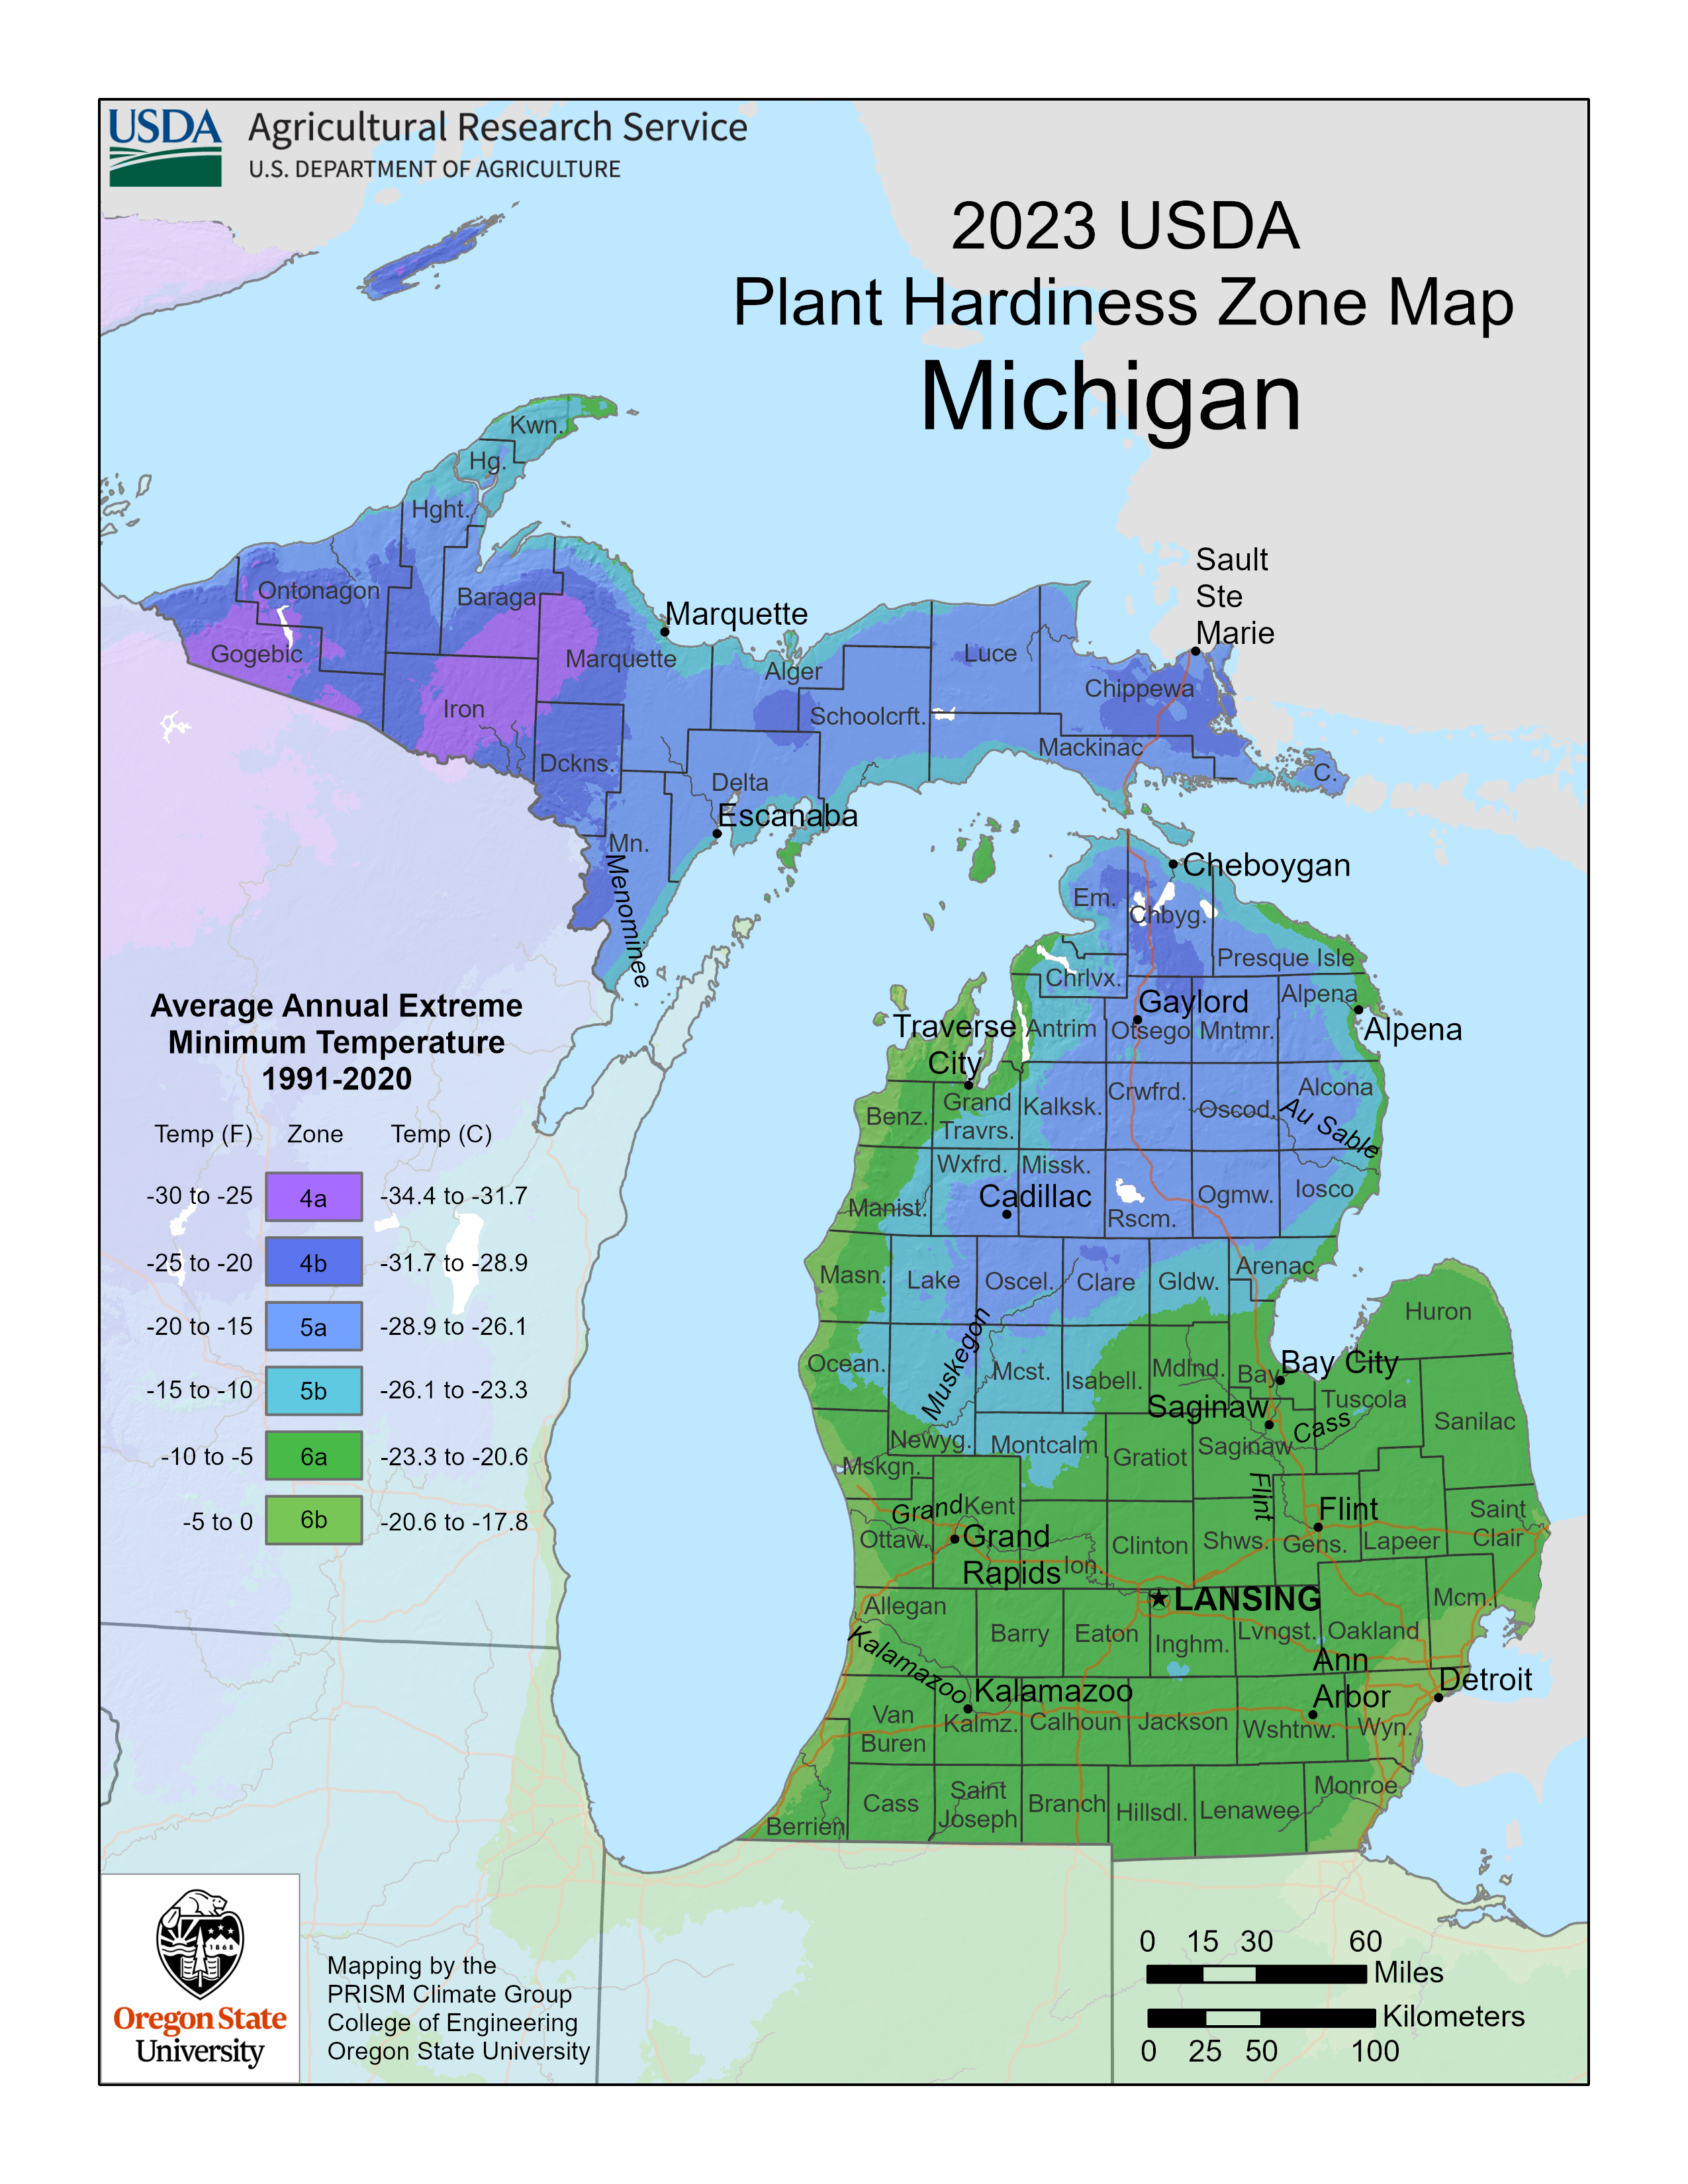 USDA
Agricultural Research Service
U.S. DEPARTMENT OF AGRICULTURE
2023 USDA
Plant Hardiness Zone Map
Michigan
Kwn.
Hg.
Hght.
Ontonagon
Baraga
Gogebic
Iron
Marquette
Marquette
Alger
Luce
Schoolcrft.
Sault
Ste
Marie
Chippewa
Mackinac
C.
Dckns.
Delta
Escanaba
Mn.
Menominee
Cheboygan
Em.
Chbyg.
Presque Isle
Chrlvx.
Alpena
Alpena
Gaylord
Traverse
City
Antrim
Otsego
Mntmr.
Benz.
Grand
Travrs.
Kalksk.
Crwfrd.
Oscod.
Alcona
Au Sable
Wxfrd.
Missk.
Cadillac
Manist.
Rscm.
Ogmw.
Iosco
Masn.
Lake
Oscel.
Clare
Gldw.
Arenac
Huron
Ocean.
Muskegon
Mcst.
Isabell.
Mdlnd.
Bay
Bay City
Tuscola
Saginaw
Cass
Sanilac
Newyg.
Montcalm
Gratiot
Saginaw
Mskgn.
Flint
Grand
Kent
Flint
Saint
Clair
Ottaw.
Grand
Rapids
Ion.
Clinton
Shws.
Gens.
Lapeer
LANSING
Allegan
Barry
Eaton
Inghm.
Lvngst.
Oakland
Mcm.
Kalamazoo
Ann
Arbor
Detroit
Kalamazoo
Van
Buren
Kalmz.
Calhoun
Jackson
Wshtnw.
Wyn.
Berrien
Cass
Saint
Joseph
Branch
Hillsdl.
Lenawee
Monroe
Average Annual Extreme
Minimum Temperature
1991-2020
Temp (F) Zone Temp (C)
-30 to -25 4a -34.4 to -31.7
-25 to -20 4b -31.7 to -28.9
-20 to -15 5a -28.9 to -26.1
-15 to -10 5b -26.1 to -23.3
-10 to -5 6a -23.3 to -20.6
-5 to 0 6b -20.6 to -17.8
1868
Oregon State
University
Mapping by the
PRISM Climate Group
College of Engineering
Oregon State University
0 15 30 60
Miles
Kilometers
0 25 50 100